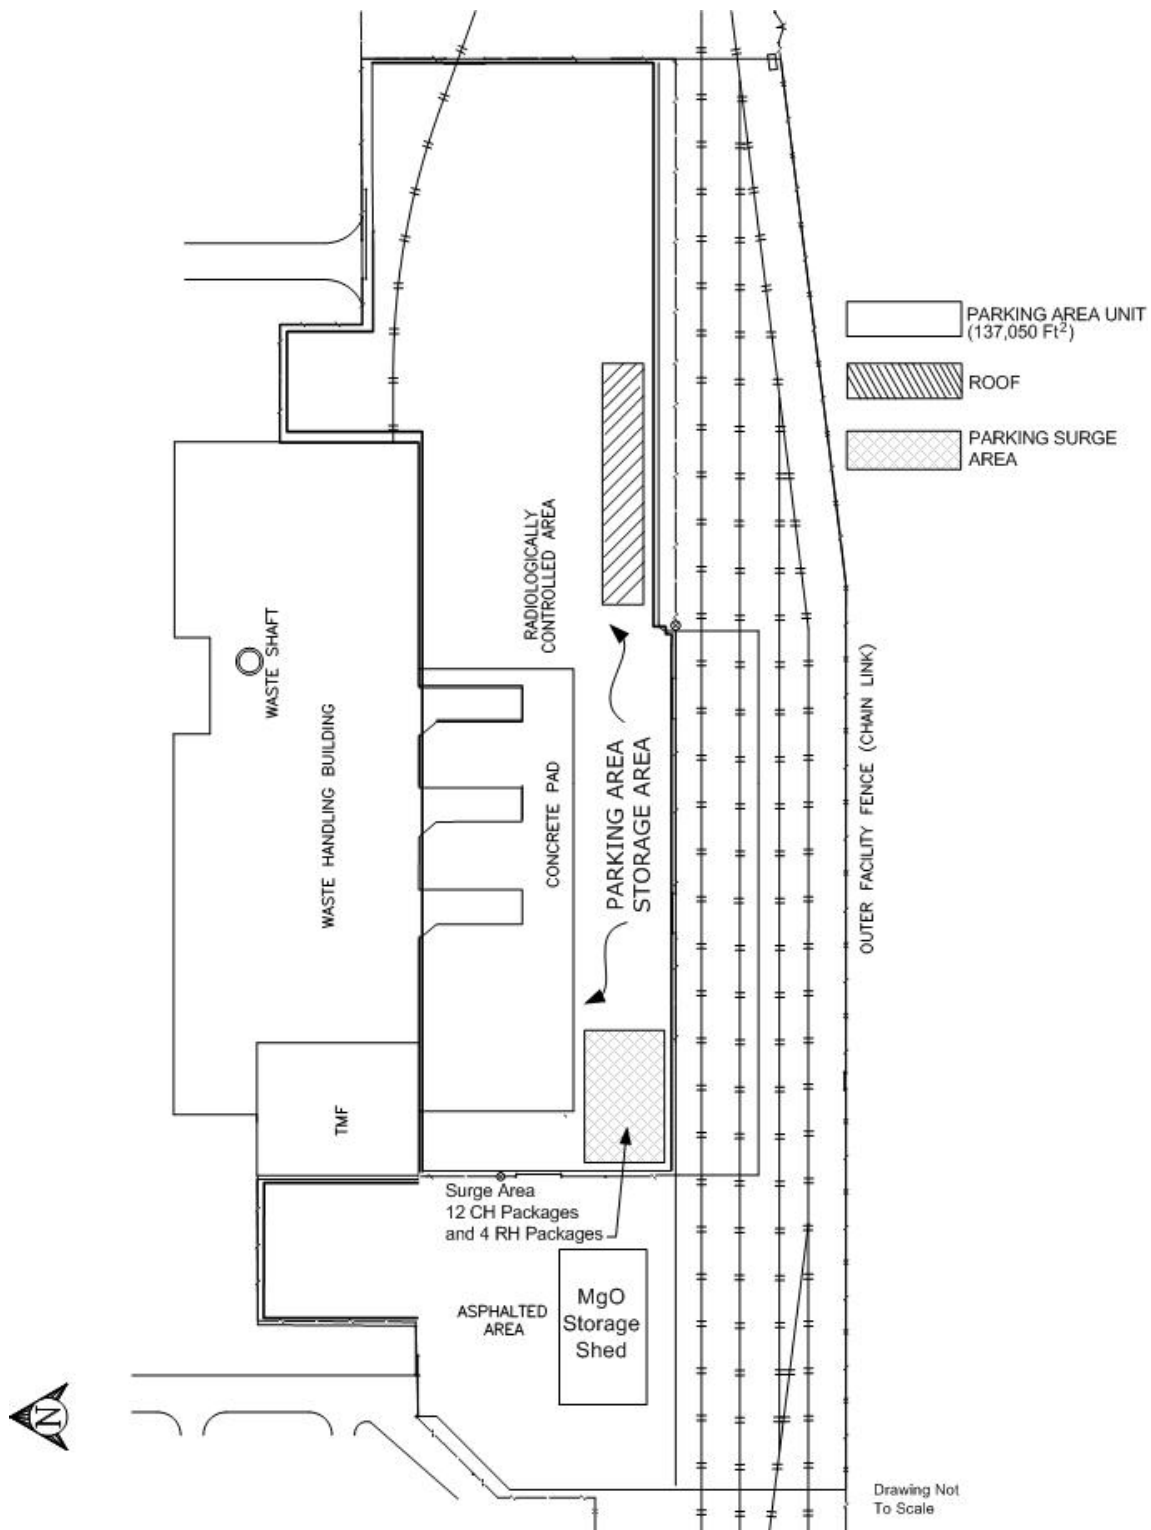 PARKING AREA UNIT
(137,050 Ft²)
ROOF
PARKING SURGE
AREA
RADIOLOGICALLY
CONTROLLED AREA
WASTE SHAFT
WASTE HANDLING BUILDING
CONCRETE PAD
PARKING AREA
STORAGE AREA
OUTER FACILITY FENCE (CHAIN LINK)
TMF
Surge Area
12 CH Packages
and 4 RH Packages
ASPHALTED
AREA
MgO
Storage
Shed
N
Drawing Not
To Scale